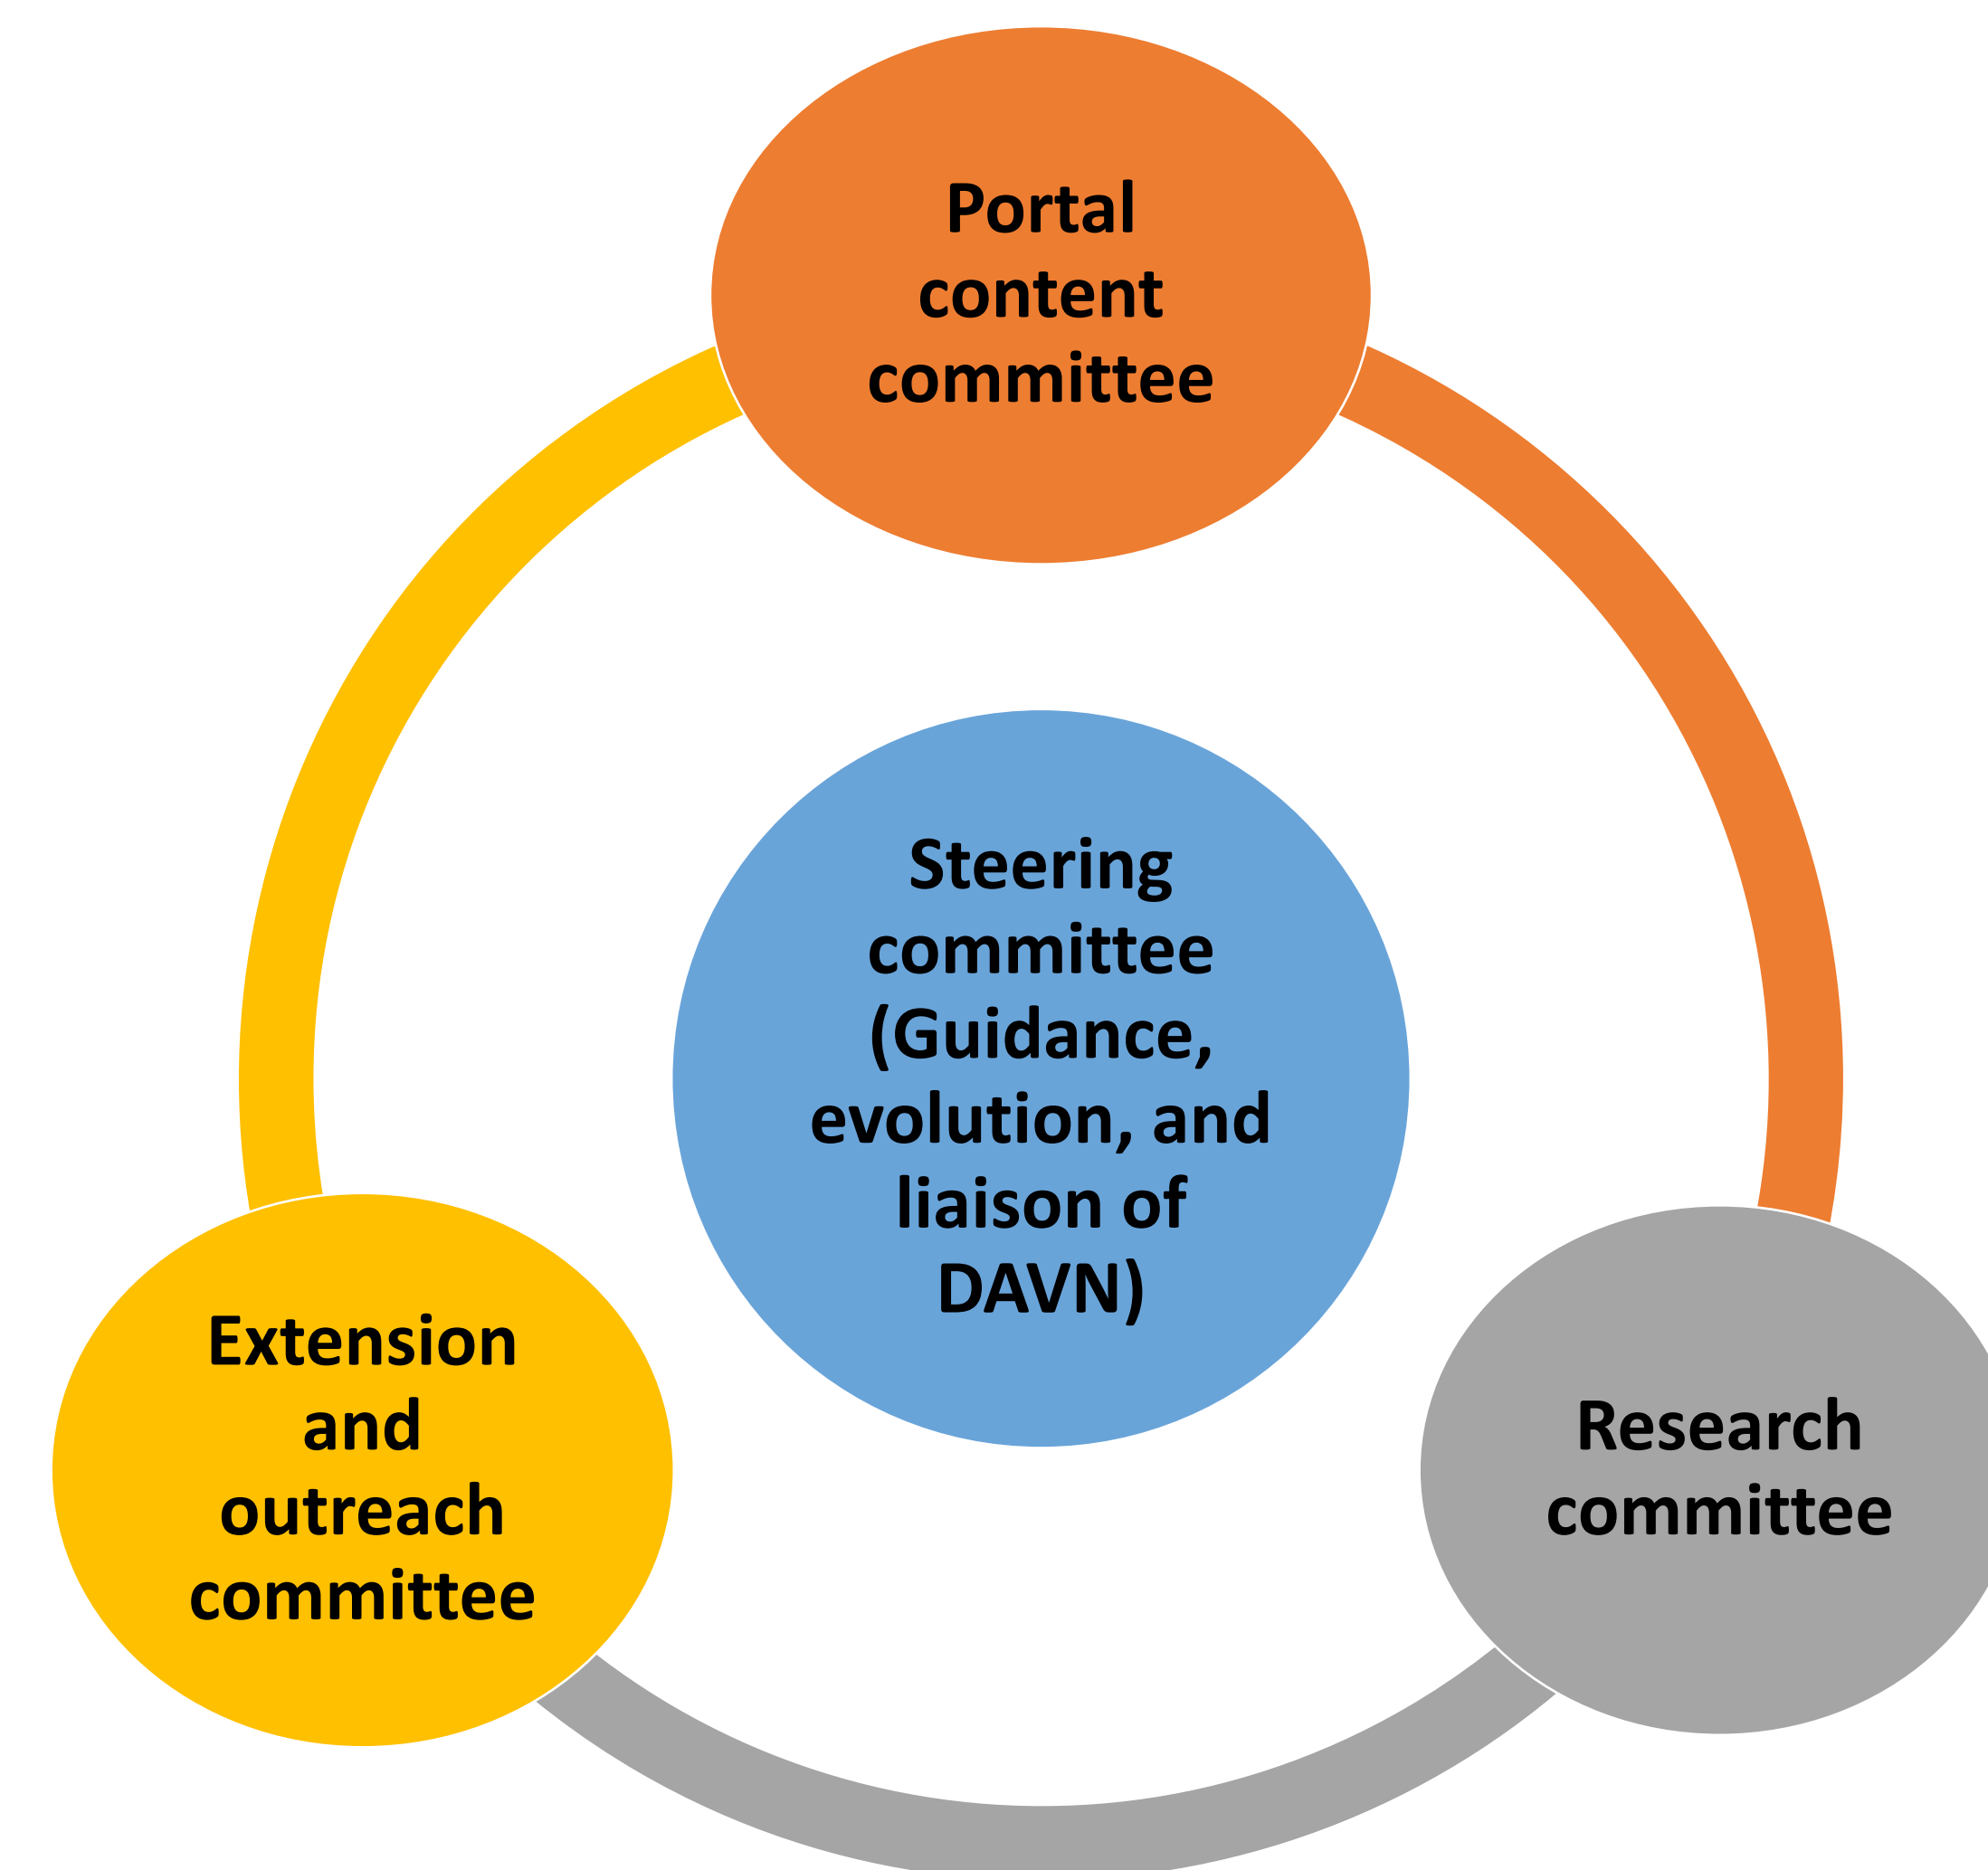 Portal
content
committee
Steering
committee
(Guidance,
evolution, and
liaison of
DAVN)
Extension
and
outreach
committee
Research
committee